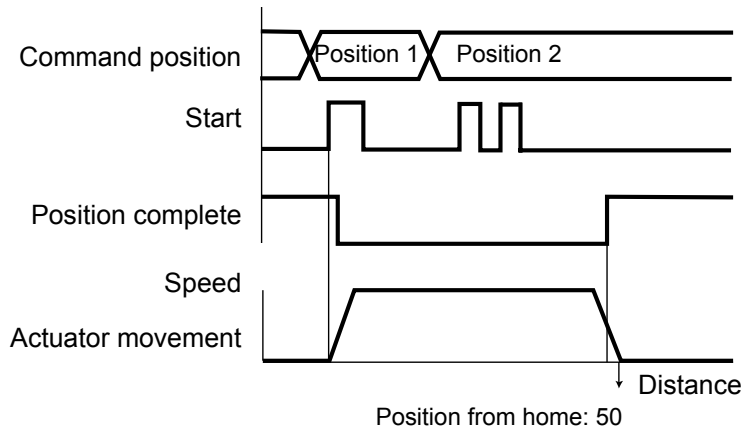 Command position
Position 1
Position 2
Start
Position complete
Speed
Actuator movement
Distance
Position from home: 50